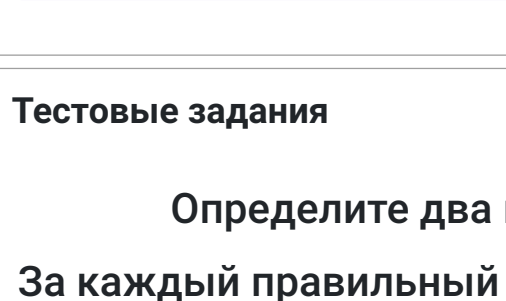 Тестовые задания
Определите два
За каждый правильный